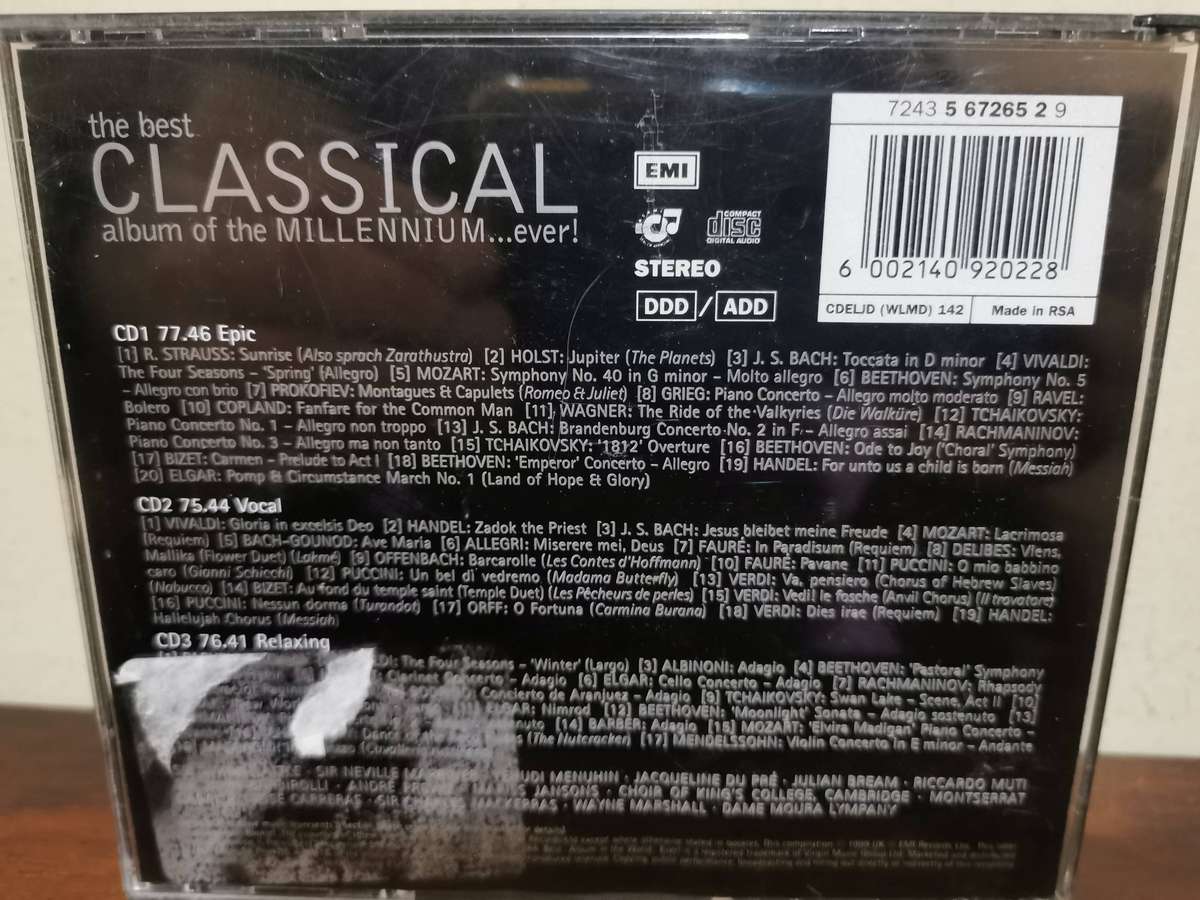 the best
CLASSICAL
album of the MILLENNIUM...ever!
EMI
COMPACT
disc
DIGITAL AUDIO
STEREO
DDD / ADD
7243 5 67265 2 9
6 002140 920228
CDELJD (WLMD) 142 Made in RSA
CD1 77.46 Epic
[1] R. STRAUSS: Sunrise (Also sprach Zarathustra) [2] HOLST: Jupiter (The Planets) [3] J. S. BACH: Toccata in D minor [4] VIVALDI:
The Four Seasons – 'Spring' (Allegro) [5] MOZART: Symphony No. 40 in G minor – Molto allegro [6] BEETHOVEN: Symphony No. 5
– Allegro con brio [7] PROKOFIEV: Montagues & Capulets (Romeo & Juliet) [8] GRIEG: Piano Concerto – Allegro molto moderato [9] RAVEL:
Bolero [10] COPLAND: Fanfare for the Common Man [11] WAGNER: The Ride of the Valkyries (Die Walküre) [12] TCHAIKOVSKY:
Piano Concerto No. 1 – Allegro non troppo [13] J. S. BACH: Brandenburg Concerto No. 2 in F – Allegro assai [14] RACHMANINOV:
Piano Concerto No. 3 – Allegro ma non tanto [15] TCHAIKOVSKY: '1812' Overture [16] BEETHOVEN: Ode to Joy ('Choral' Symphony)
[17] BIZET: Carmen – Prelude to Act I [18] BEETHOVEN: 'Emperor' Concerto – Allegro [19] HANDEL: For unto us a child is born (Messiah)
[20] ELGAR: Pomp & Circumstance March No. 1 (Land of Hope & Glory)
CD2 75.44 Vocal
[1] VIVALDI: Gloria in excelsis Deo [2] HANDEL: Zadok the Priest [3] J. S. BACH: Jesus bleibet meine Freude [4] MOZART: Lacrimosa
(Requiem) [5] BACH–GOUNOD: Ave Maria [6] ALLEGRI: Miserere mei, Deus [7] FAURÉ: In Paradisum (Requiem) [8] DELIBES: Viens,
Mallika (Flower Duet) (Lakmé) [9] OFFENBACH: Barcarolle (Les Contes d'Hoffmann) [10] FAURÉ: Pavane [11] PUCCINI: O mio babbino
caro (Gianni Schicchi) [12] PUCCINI: Un bel dì vedremo (Madama Butterfly) [13] VERDI: Va, pensiero (Chorus of Hebrew Slaves)
(Nabucco) [14] BIZET: Au fond du temple saint (Temple Duet) (Les Pêcheurs de perles) [15] VERDI: Vedi! le fosche (Anvil Chorus) (Il trovatore)
[16] PUCCINI: Nessun dorma (Turandot) [17] ORFF: O Fortuna (Carmina Burana) [18] VERDI: Dies irae (Requiem) [19] HANDEL:
Hallelujah Chorus (Messiah)
CD3 76.41 Relaxing
The Four Seasons – 'Winter' (Largo) [3] ALBINONI: Adagio [4] BEETHOVEN: 'Pastoral' Symphony
Clarinet Concerto – Adagio [6] ELGAR: Cello Concerto – Adagio [7] RACHMANINOV: Rhapsody
Concierto de Aranjuez – Adagio [9] TCHAIKOVSKY: Swan Lake – Scene, Act II [10]
[11] ELGAR: Nimrod [12] BEETHOVEN: 'Moonlight' Sonata – Adagio sostenuto [13]
[14] BARBER: Adagio [15] MOZART: 'Elvira Madigan' Piano Concerto –
Dance of (The Nutcracker) [17] MENDELSSOHN: Violin Concerto in E minor – Andante
SIR NEVILLE MENUHIN · JACQUELINE DU PRÉ · JULIAN BREAM · RICCARDO MUTI
ANDRÉ JANSONS · CHOIR OF KING'S COLLEGE, CAMBRIDGE · MONTSERRAT
CARRERAS · SIR MACKERRAS · WAYNE MARSHALL · DAME MOURA LYMPANY